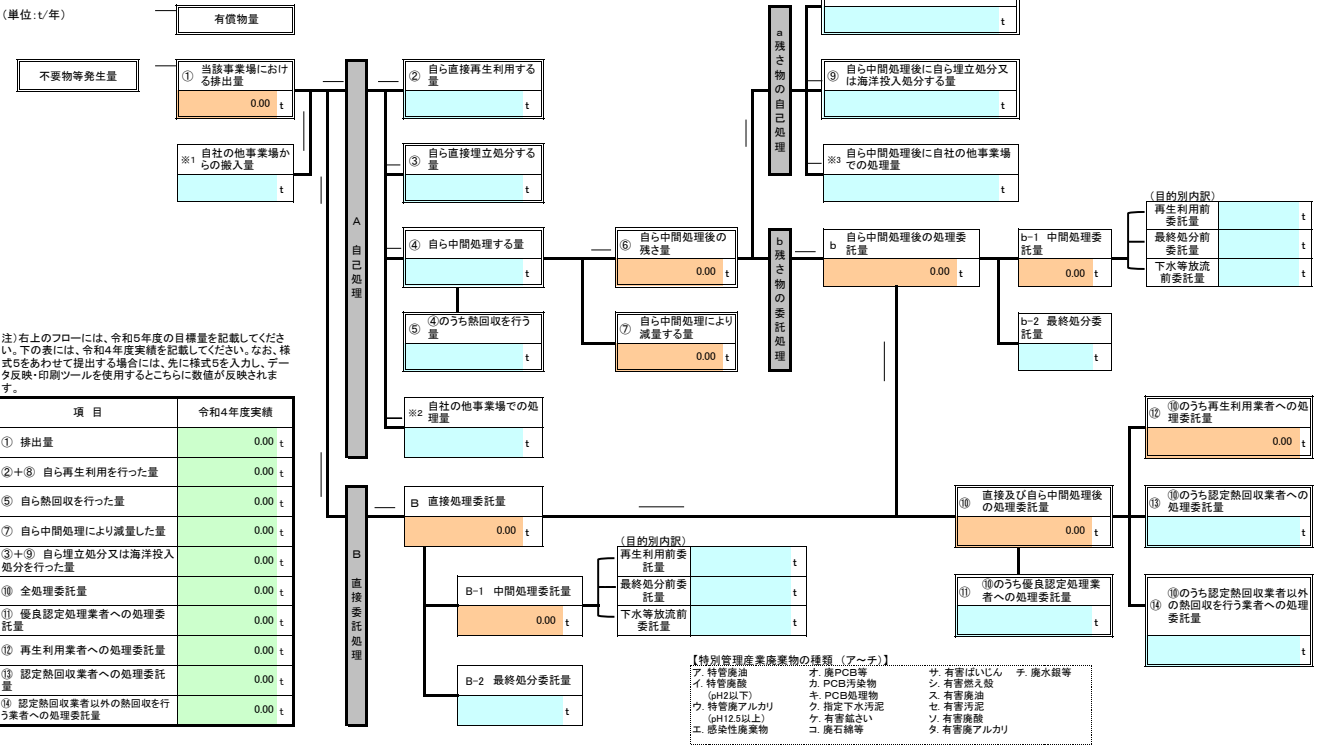 （単位：t/年）
有償物量
不要物等発生量
① 当該事業場におけ
る排出量
0.00 t
※1 自社の他事業場か
らの搬入量
t
A 自己処理
② 自ら直接再生利用する
量
t
③ 自ら直接埋立処分する
量
t
④ 自ら中間処理する量
t
⑤ ④のうち熱回収を行う
量
t
※2 自社の他事業場での処
理量
t
⑥ 自ら中間処理後の
残さ量
0.00 t
⑦ 自ら中間処理により
減量する量
0.00 t
a 残さ物の自己処理
t
⑨ 自ら中間処理後に自ら埋立処分又
は海洋投入処分する量
t
※3 自ら中間処理後に自社の他事業場
での処理量
t
b 残さ物の委託処理
b 自ら中間処理後の処理委
託量
0.00 t
b-1 中間処理委
託量
0.00 t
（目的別内訳）
再生利用前
委託量
t
最終処分前
委託量
t
下水等放流
前委託量
t
b-2 最終処分委
託量
t
注）右上のフローには、令和5年度の目標量を記載してくださ
い。下の表には、令和4年度実績を記載してください。なお、様
式5をあわせて提出する場合には、先に様式5を入力し、デー
タ反映・印刷ツールを使用するとこちらに数値が反映されま
す。
項 目 令和4年度実績
① 排出量 0.00 t
②＋⑧ 自ら再生利用を行った量 0.00 t
⑤ 自ら熱回収を行った量 0.00 t
⑦ 自ら中間処理により減量した量 0.00 t
③＋⑨ 自ら埋立処分又は海洋投入
処分を行った量 0.00 t
⑩ 全処理委託量 0.00 t
⑪ 優良認定処理業者への処理委
託量 0.00 t
⑫ 再生利用業者への処理委託量 0.00 t
⑬ 認定熱回収業者への処理委託
量 0.00 t
⑭ 認定熱回収業者以外の熱回収を行
う業者への処理委託量 0.00 t
B 直接委託処理
B 直接処理委託量
0.00 t
B-1 中間処理委託量
0.00 t
（目的別内訳）
再生利用前委
託量
t
最終処分前委
託量
t
下水等放流前
委託量
t
B-2 最終処分委託量
t
⑩ 直接及び自ら中間処理後
の処理委託量
0.00 t
⑪ ⑩のうち優良認定処理業
者への処理委託量
t
⑫ ⑩のうち再生利用業者への処
理委託量
0.00 t
⑬ ⑩のうち認定熱回収業者への
処理委託量
t
⑭ ⑩のうち認定熱回収業者以外
の熱回収を行う業者への処理
委託量
t
【特別管理産業廃棄物の種類 （ア～チ）】
ア. 特管廃油
イ. 特管廃酸
（pH2以下）
ウ. 特管廃アルカリ
（pH12.5以上）
エ. 感染性廃棄物
オ. 廃PCB等
カ. PCB汚染物
キ. PCB処理物
ク. 指定下水汚泥
ケ. 有害鉱さい
コ. 廃石綿等
サ. 有害ばいじん
シ. 有害燃え殻
ス. 有害廃油
セ. 有害汚泥
ソ. 有害廃酸
タ. 有害廃アルカリ
チ. 廃水銀等